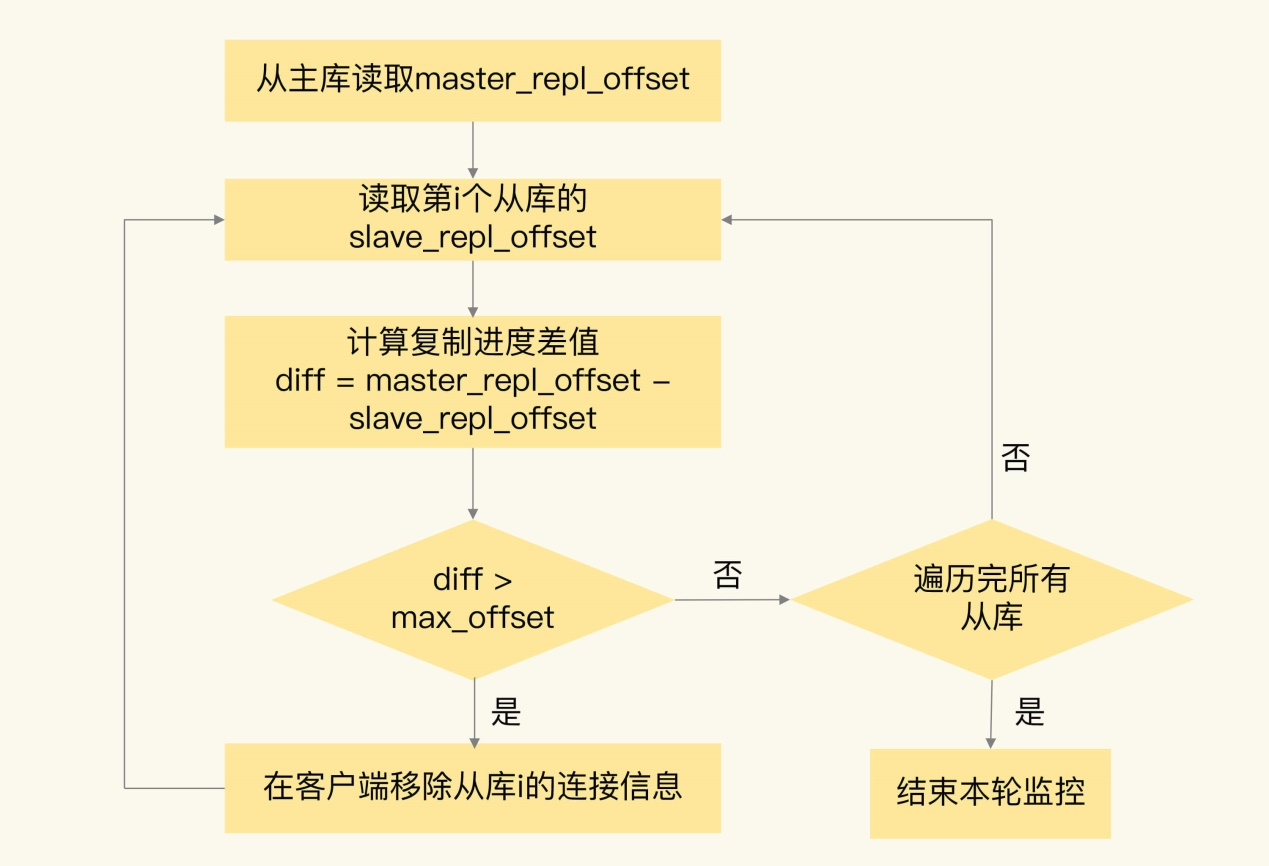 从主库读取master_repl_offset
读取第i个从库的
slave_repl_offset
计算复制进度差值
diff = master_repl_offset –
slave_repl_offset
否
diff >
max_offset
否
遍历完所有
从库
是
是
在客户端移除从库i的连接信息
结束本轮监控